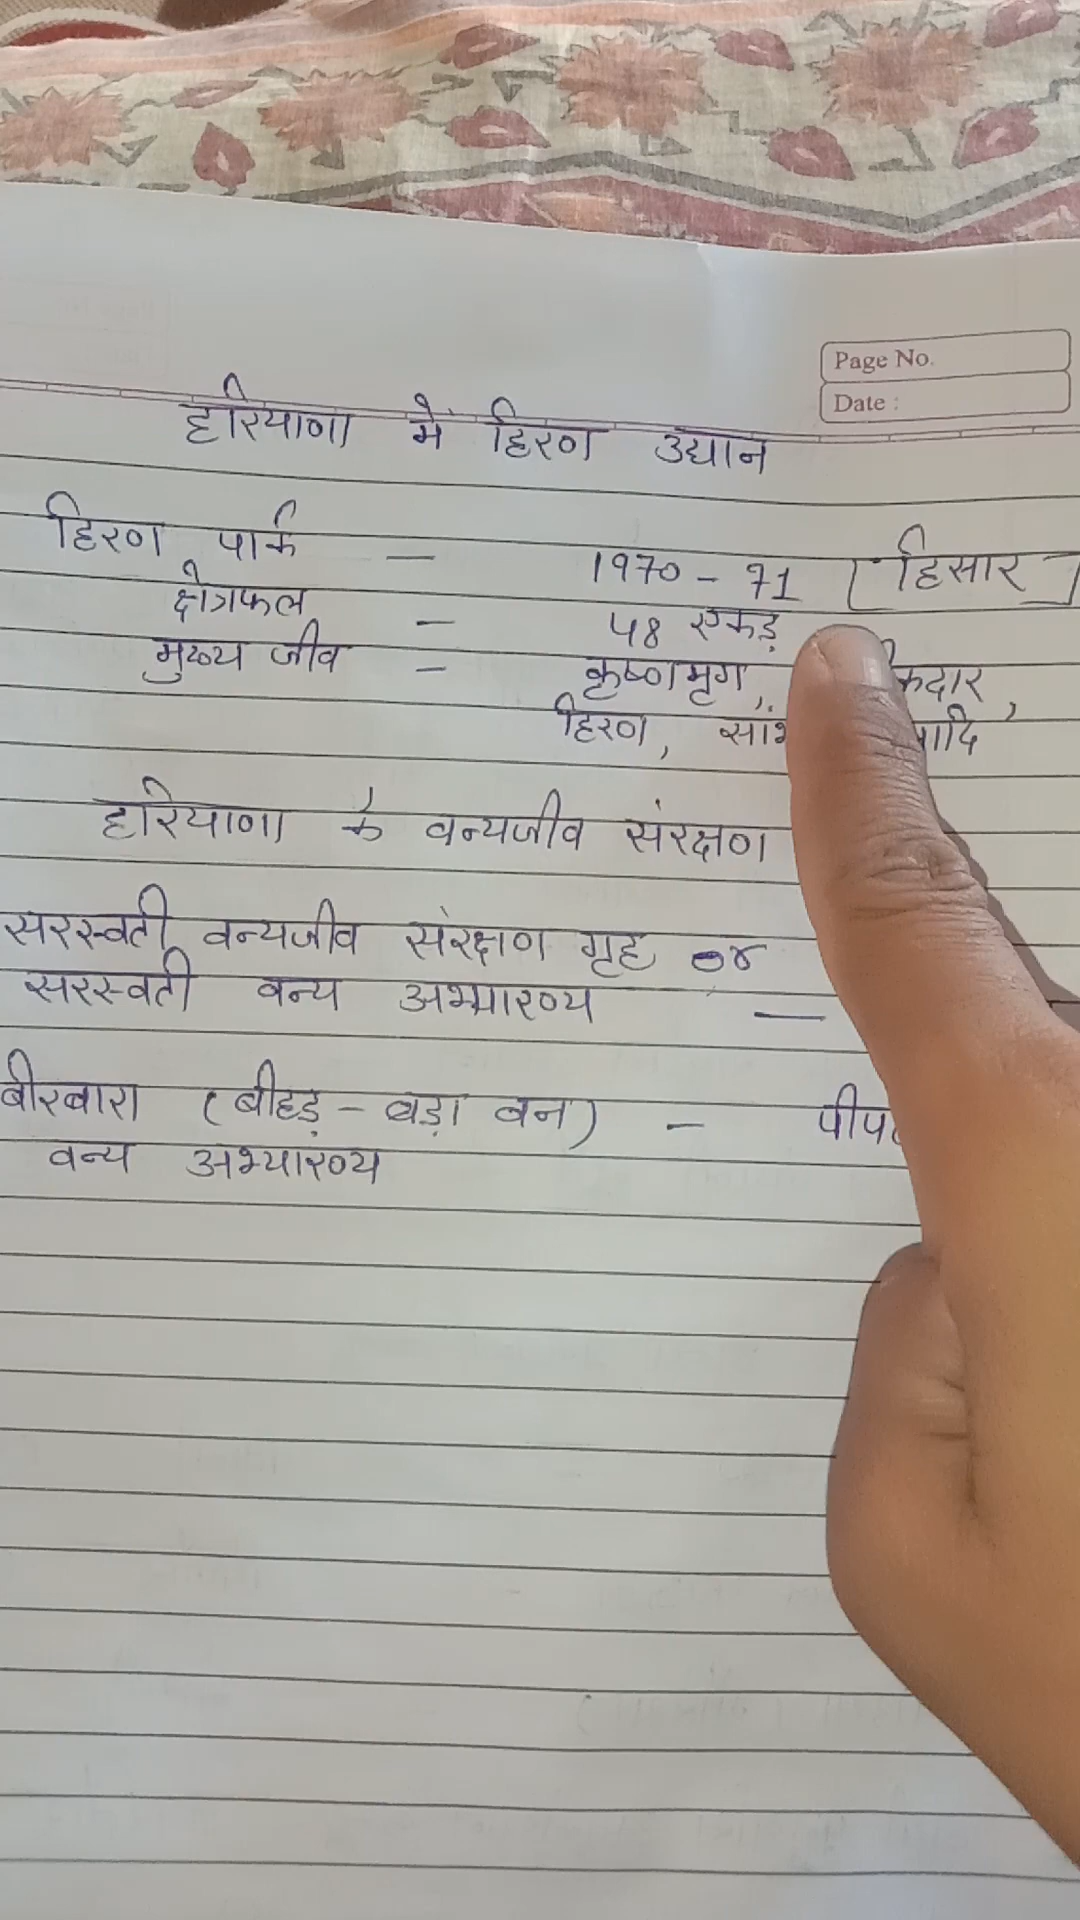 Page No.
Date :
हरियाणा में हिरण उद्यान
हिरण पार्क - 1970-71 [हिसार]
क्षेत्रफल - 48 एकड़
मुख्य जीव - कृष्णमृग,
हिरण,
हरियाणा के वन्यजीव संरक्षण
सरस्वती वन्यजीव संरक्षण गृह
सरस्वती वन्य अभ्यारण्य -
बीरबारा (बीहड़ - बड़ा वन) -
वन्य अभ्यारण्य